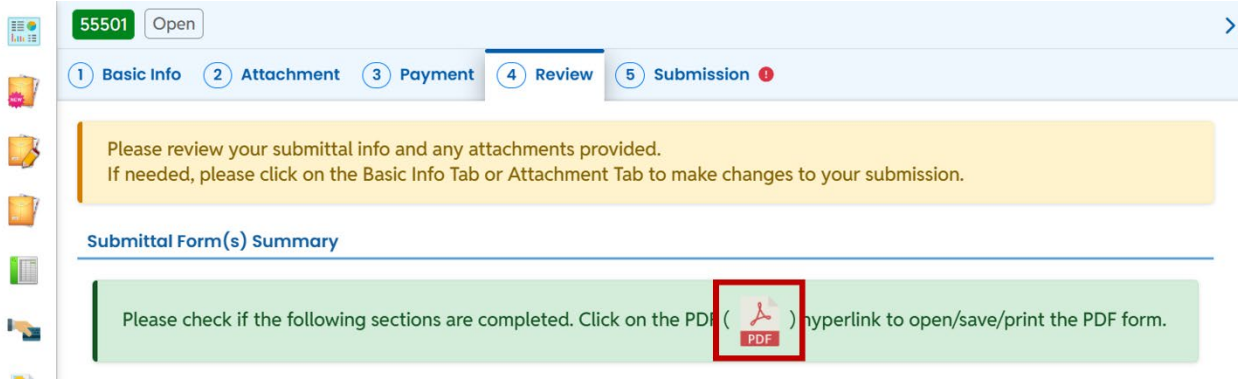 55501 Open
1 Basic Info 2 Attachment 3 Payment 4 Review 5 Submission !
NEW
Please review your submittal info and any attachments provided.
If needed, please click on the Basic Info Tab or Attachment Tab to make changes to your submission.
Submittal Form(s) Summary
Please check if the following sections are completed. Click on the PDF ( PDF ) hyperlink to open/save/print the PDF form.